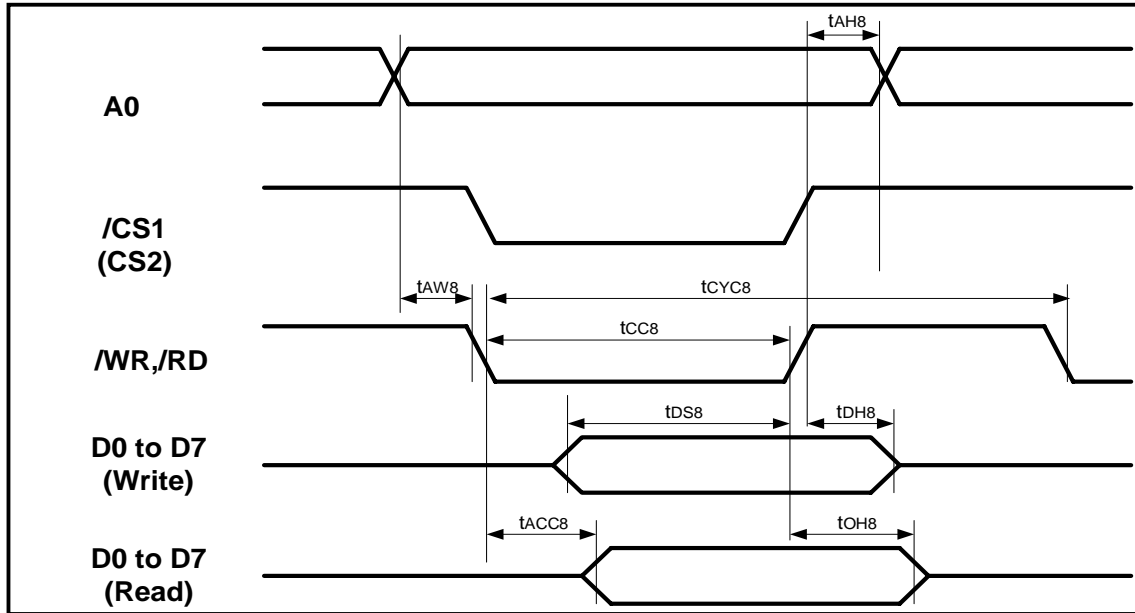 tAH8
A0
/CS1
(CS2)
tAW8
tCYC8
tCC8
/WR,/RD
tDS8
tDH8
D0 to D7
(Write)
tACC8
tOH8
D0 to D7
(Read)